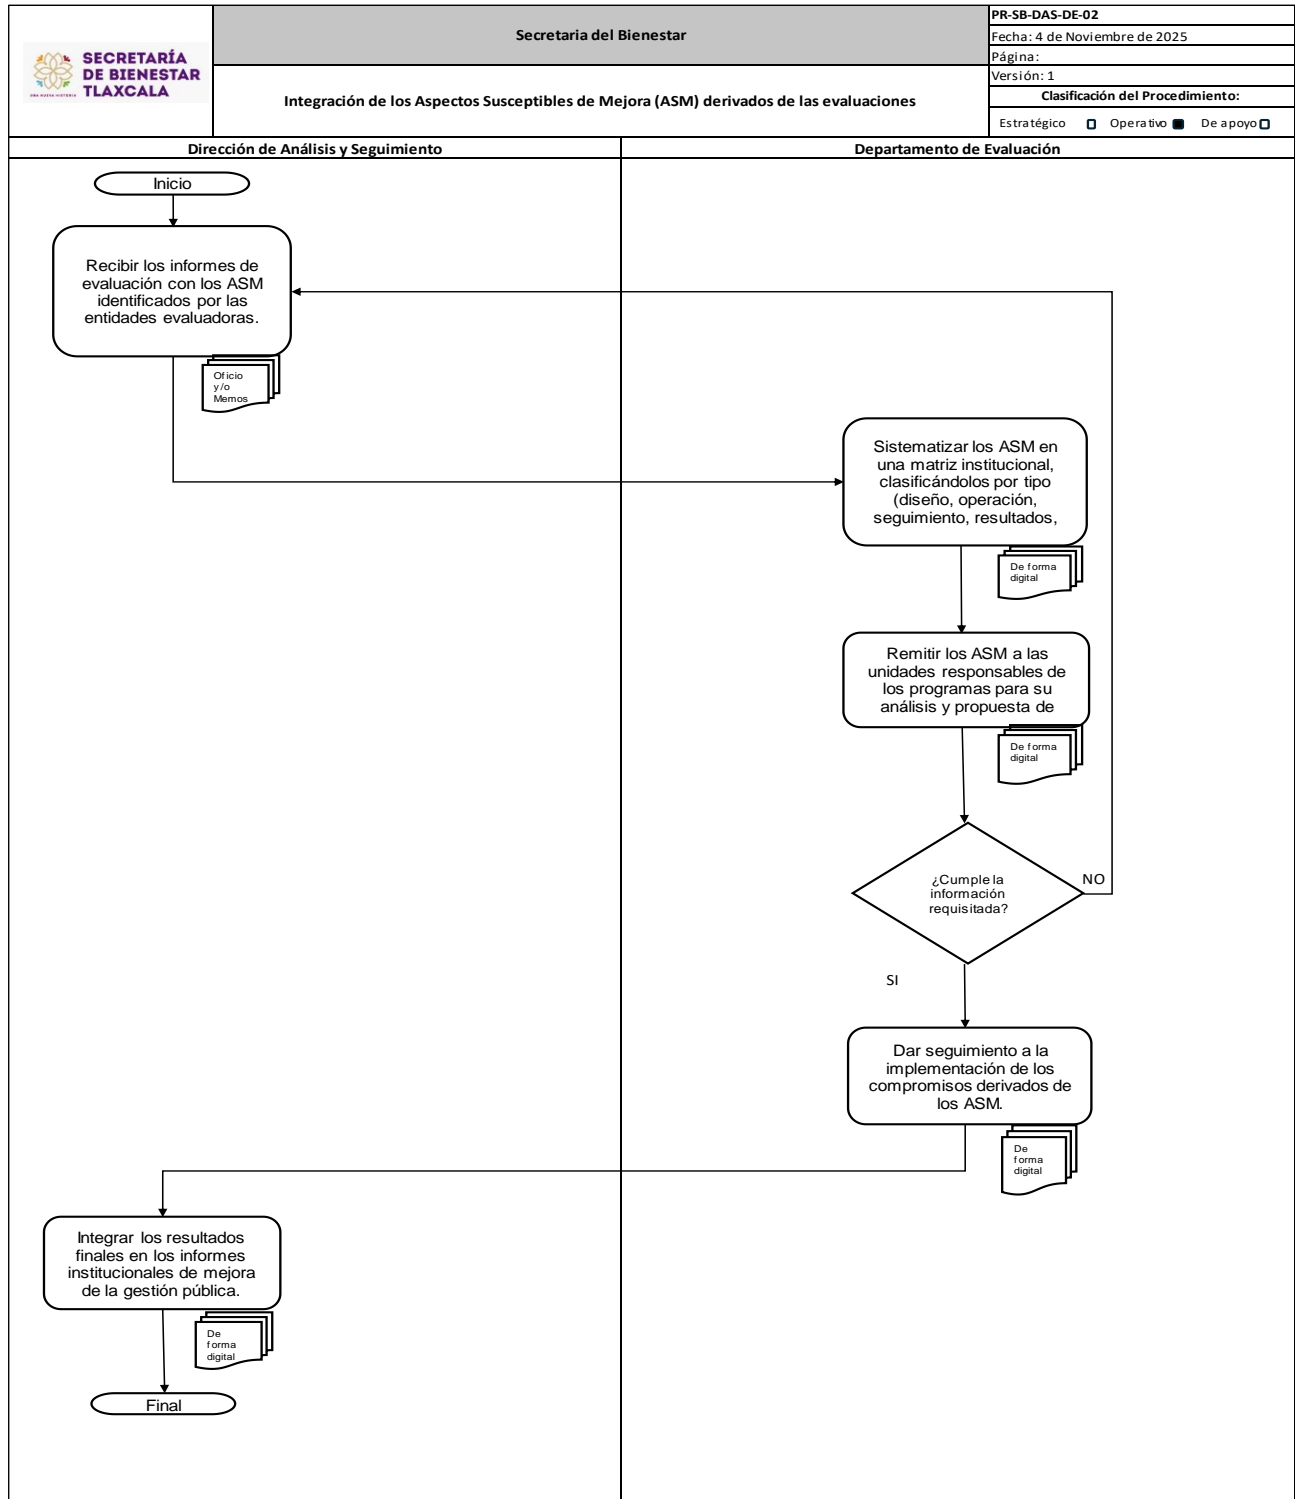 SECRETARÍA
DE BIENESTAR
TLAXCALA
UNA NUEVA HISTORIA
Secretaria del Bienestar
Integración de los Aspectos Susceptibles de Mejora (ASM) derivados de las evaluaciones
PR-SB-DAS-DE-02
Fecha: 4 de Noviembre de 2025
Página:
Versión: 1
Clasificación del Procedimiento:
Estratégico Operativo De apoyo
Dirección de Análisis y Seguimiento
Departamento de Evaluación
Inicio
Recibir los informes de
evaluación con los ASM
identificados por las
entidades evaluadoras.
Oficio
y/o
Memos
Sistematizar los ASM en
una matriz institucional,
clasificándolos por tipo
(diseño, operación,
seguimiento, resultados,
De forma
digital
Remitir los ASM a las
unidades responsables de
los programas para su
análisis y propuesta de
De forma
digital
¿Cumple la
información
requisitada?
NO
SI
Dar seguimiento a la
implementación de los
compromisos derivados de
los ASM.
De
forma
digital
Integrar los resultados
finales en los informes
institucionales de mejora
de la gestión pública.
De
forma
digital
Final